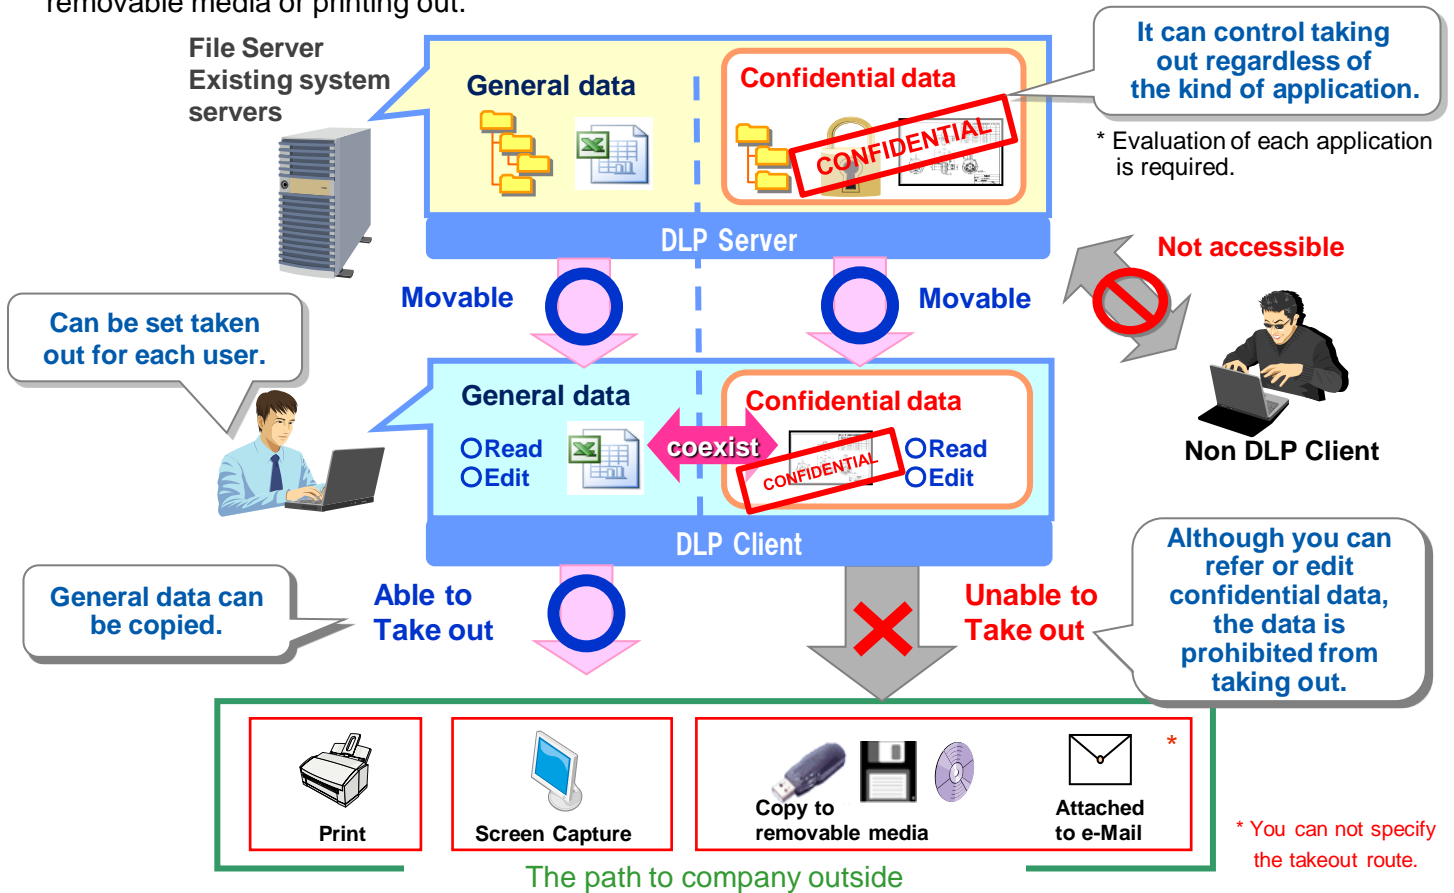 removable media or printing out.
File Server
Existing system
servers
General data
Confidential data
CONFIDENTIAL
It can control taking
out regardless of
the kind of application.
* Evaluation of each application
is required.
DLP Server
Movable
Movable
Not accessible
Can be set taken
out for each user.
General data
Read
Edit
coexist
Confidential data
CONFIDENTIAL
Read
Edit
Non DLP Client
DLP Client
General data can
be copied.
Able to
Take out
Unable to
Take out
Although you can
refer or edit
confidential data,
the data is
prohibited from
taking out.
Print
Screen Capture
Copy to
removable media
Attached
to e-Mail
*
* You can not specify
the takeout route.
The path to company outside